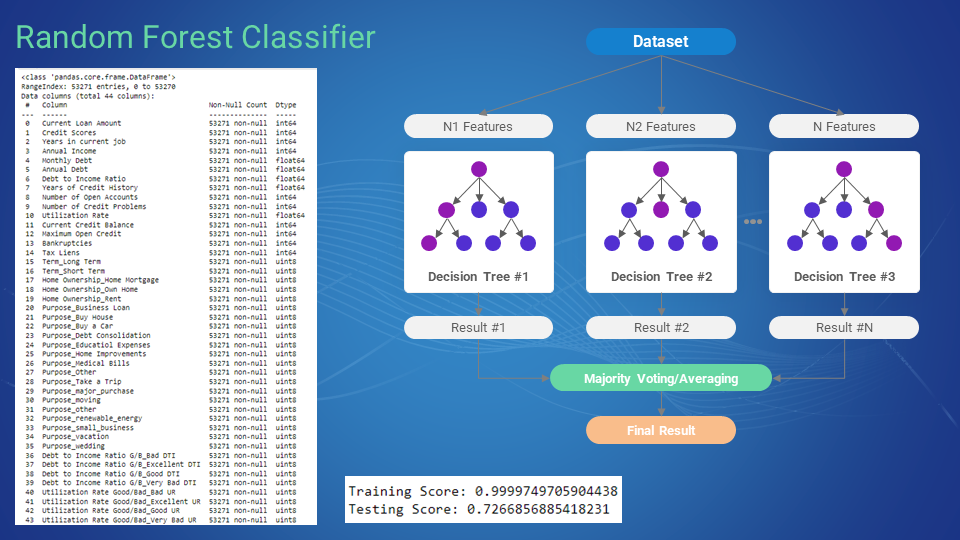 Random Forest Classifier
<class 'pandas.core.frame.DataFrame'>
RangeIndex: 53271 entries, 0 to 53270
Data columns (total 44 columns):
#   Column   Non-Null Count   Dtype
---   ------   --------------   -----
0   Current Loan Amount   53271 non-null   int64
1   Credit Scores   53271 non-null   int64
2   Years in current job   53271 non-null   int64
3   Annual Income   53271 non-null   int64
4   Monthly Debt   53271 non-null   float64
5   Annual Debt   53271 non-null   float64
6   Debt to Income Ratio   53271 non-null   float64
7   Years of Credit History   53271 non-null   float64
8   Number of Open Accounts   53271 non-null   int64
9   Number of Credit Problems   53271 non-null   int64
10   Utilization Rate   53271 non-null   float64
11   Current Credit Balance   53271 non-null   int64
12   Maximum Open Credit   53271 non-null   int64
13   Bankruptcies   53271 non-null   int64
14   Tax Liens   53271 non-null   int64
15   Term_Long Term   53271 non-null   uint8
16   Term_Short Term   53271 non-null   uint8
17   Home Ownership_Home Mortgage   53271 non-null   uint8
18   Home Ownership_Own Home   53271 non-null   uint8
19   Home Ownership_Rent   53271 non-null   uint8
20   Purpose_Business Loan   53271 non-null   uint8
21   Purpose_Buy House   53271 non-null   uint8
22   Purpose_Buy a Car   53271 non-null   uint8
23   Purpose_Debt Consolidation   53271 non-null   uint8
24   Purpose_Educatiol Expenses   53271 non-null   uint8
25   Purpose_Home Improvements   53271 non-null   uint8
26   Purpose_Medical Bills   53271 non-null   uint8
27   Purpose_Other   53271 non-null   uint8
28   Purpose_Take a Trip   53271 non-null   uint8
29   Purpose_major_purchase   53271 non-null   uint8
30   Purpose_moving   53271 non-null   uint8
31   Purpose_other   53271 non-null   uint8
32   Purpose_renewable_energy   53271 non-null   uint8
33   Purpose_small_business   53271 non-null   uint8
34   Purpose_vacation   53271 non-null   uint8
35   Purpose_wedding   53271 non-null   uint8
36   Debt to Income Ratio G/B_Bad DTI   53271 non-null   uint8
37   Debt to Income Ratio G/B_Excellent DTI   53271 non-null   uint8
38   Debt to Income Ratio G/B_Good DTI   53271 non-null   uint8
39   Debt to Income Ratio G/B_Very Bad DTI   53271 non-null   uint8
40   Utilization Rate Good/Bad_Bad UR   53271 non-null   uint8
41   Utilization Rate Good/Bad_Excellent UR   53271 non-null   uint8
42   Utilization Rate Good/Bad_Good UR   53271 non-null   uint8
43   Utilization Rate Good/Bad_Very Bad UR   53271 non-null   uint8
Dataset
N1 Features   N2 Features   N Features
Decision Tree #1   Decision Tree #2   Decision Tree #3
Result #1   Result #2   Result #N
Majority Voting/Averaging
Final Result
Training Score: 0.9999749705904438
Testing Score: 0.7266856885418231